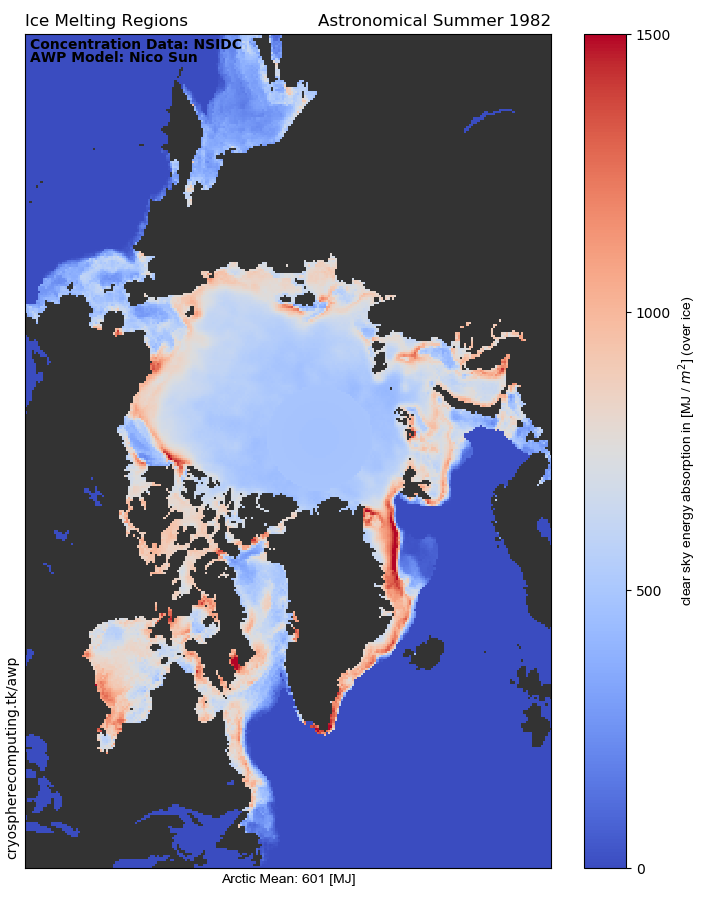 Ice Melting Regions
Astronomical Summer 1982
Concentration Data: NSIDC
AWP Model: Nico Sun
1500
1000
500
0
clear sky energy absorption in [MJ / m²] (over ice)
cryospherecomputing.tk/awp
Arctic Mean: 601 [MJ]